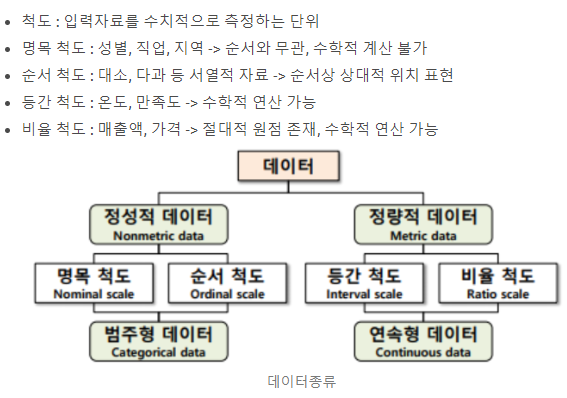 • 척도 : 입력자료를 수치적으로 측정하는 단위
• 명목 척도 : 성별, 직업, 지역 -> 순서와 무관, 수학적 계산 불가
• 순서 척도 : 대소, 다과 등 서열적 자료 -> 순서상 상대적 위치 표현
• 등간 척도 : 온도, 만족도 -> 수학적 연산 가능
• 비율 척도 : 매출액, 가격 -> 절대적 원점 존재, 수학적 연산 가능
데이터
정성적 데이터
Nonmetric data
정량적 데이터
Metric data
명목 척도
Nominal scale
순서 척도
Ordinal scale
등간 척도
Interval scale
비율 척도
Ratio scale
범주형 데이터
Categorical data
연속형 데이터
Continuous data
데이터종류